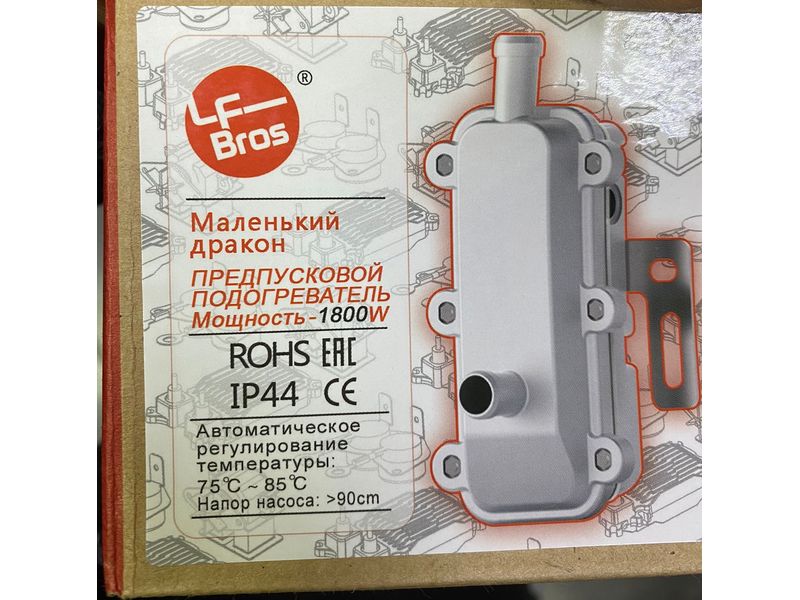 LF
Bros
®
Маленький
дракон
ПРЕДПУСКОВОЙ
ПОДОГРЕВАТЕЛЬ
Мощность-1800W
ROHS EAC
IP44 CE
Автоматическое
регулирование
температуры:
75℃ ~ 85℃
Напор насоса: >90cm